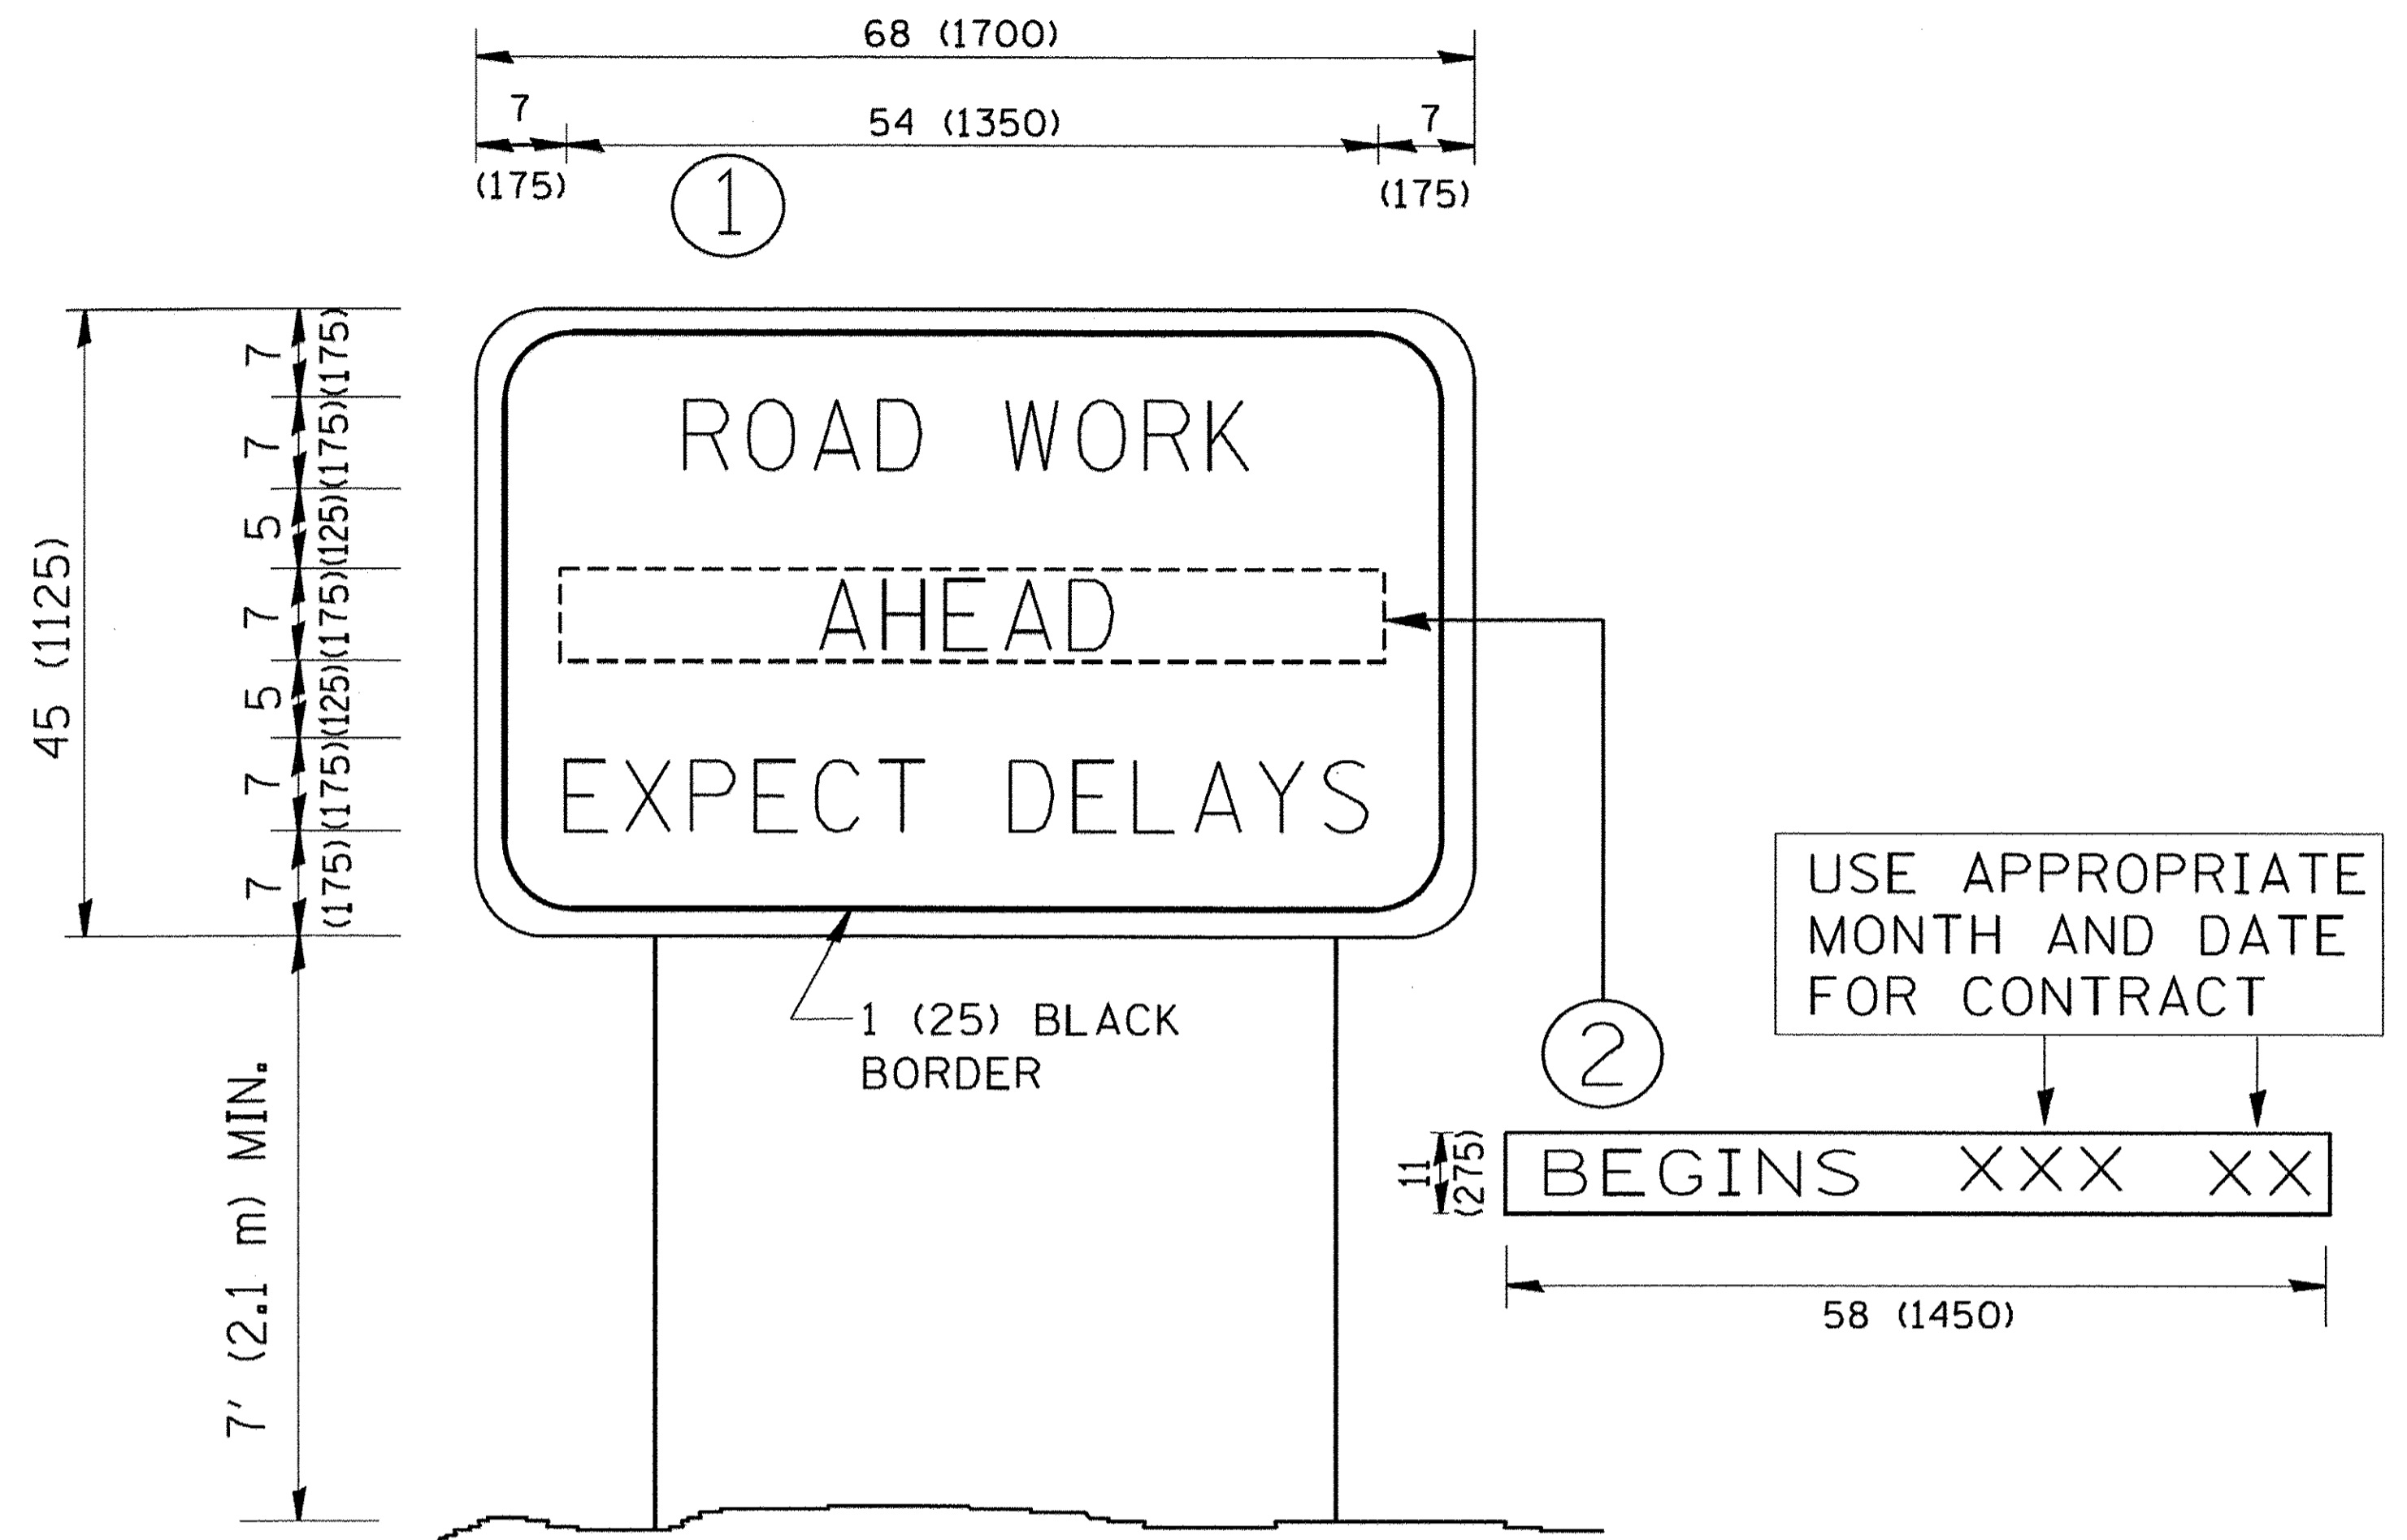 68 (1700)
7 54 (1350) 7
(175) (175)
1
45 (1125)
7 (175)
7 (175)
5 (125)
7 (175)
5 (125)
7 (175)
7 (175)
7' (2.1 m) MIN.
ROAD WORK
AHEAD
EXPECT DELAYS
1 (25) BLACK
BORDER
USE APPROPRIATE
MONTH AND DATE
FOR CONTRACT
2
11
(275)
BEGINS XXX XX
58 (1450)